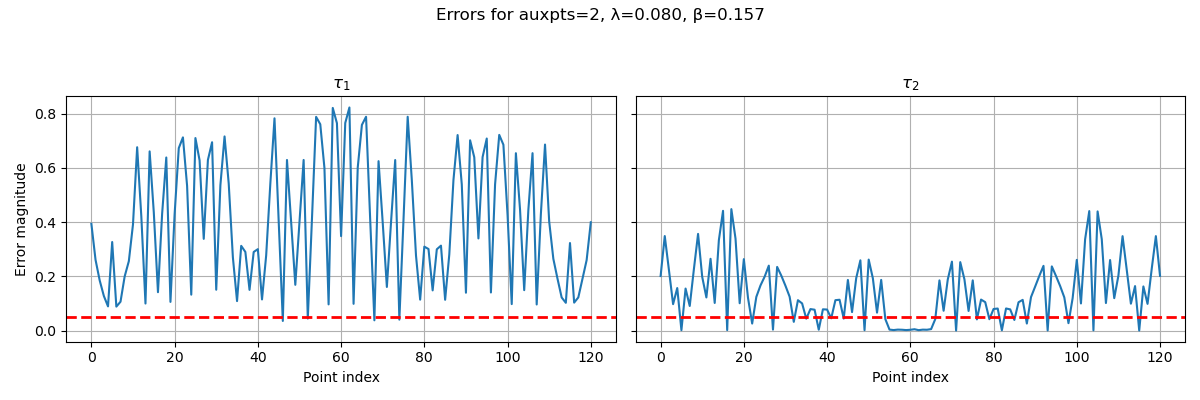 Errors for auxpts=2, λ=0.080, β=0.157
τ₁
τ₂
0.8
0.6
0.4
0.2
0.0
Error magnitude
0 20 40 60 80 100 120
0 20 40 60 80 100 120
Point index
Point index